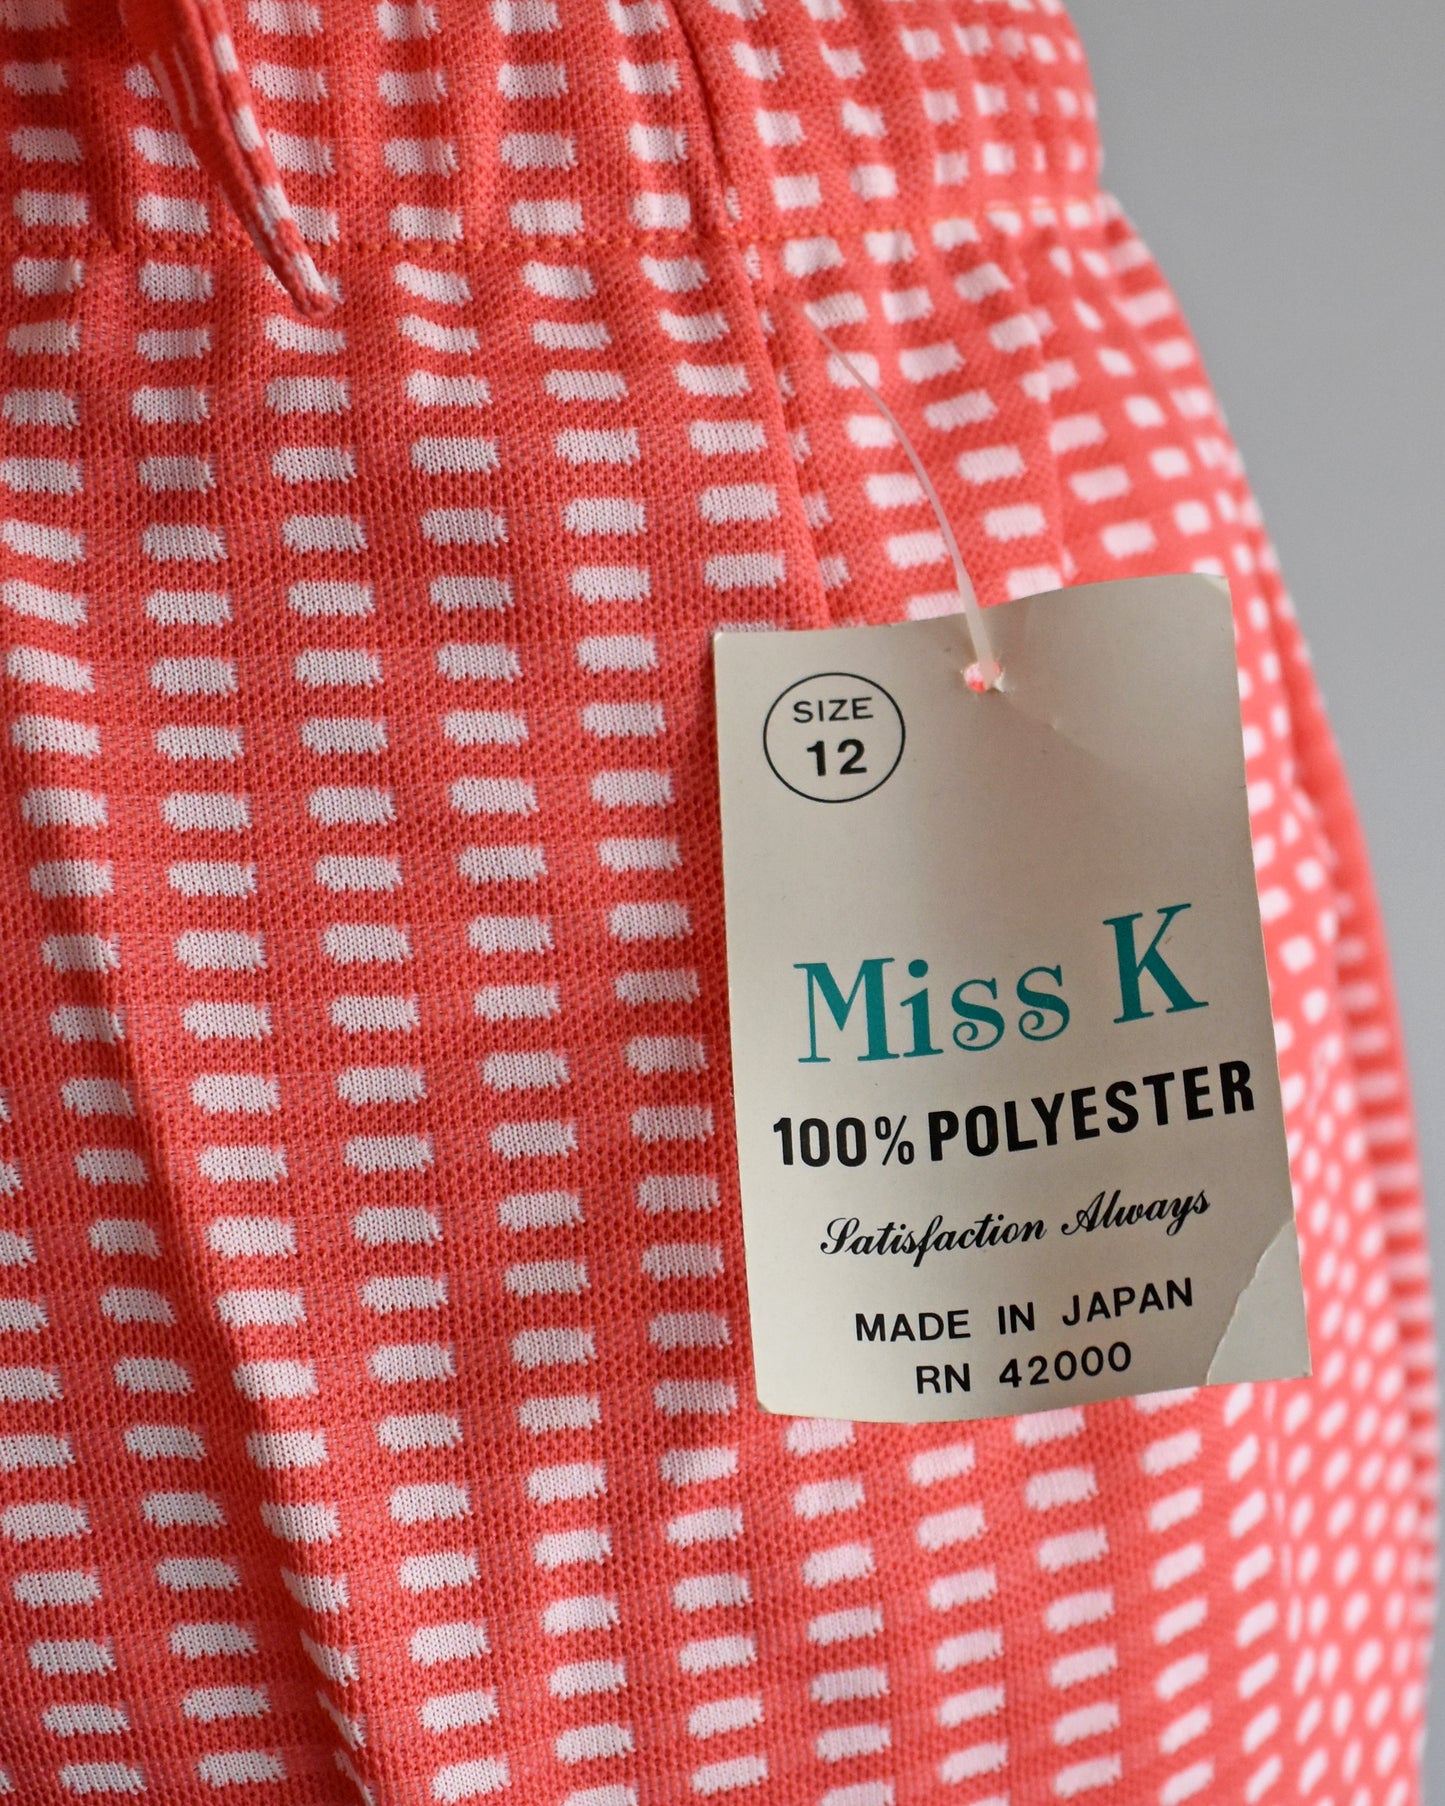 SIZE
12
Miss K
100% POLYESTER
Satisfaction Always
MADE IN JAPAN
RN 42000